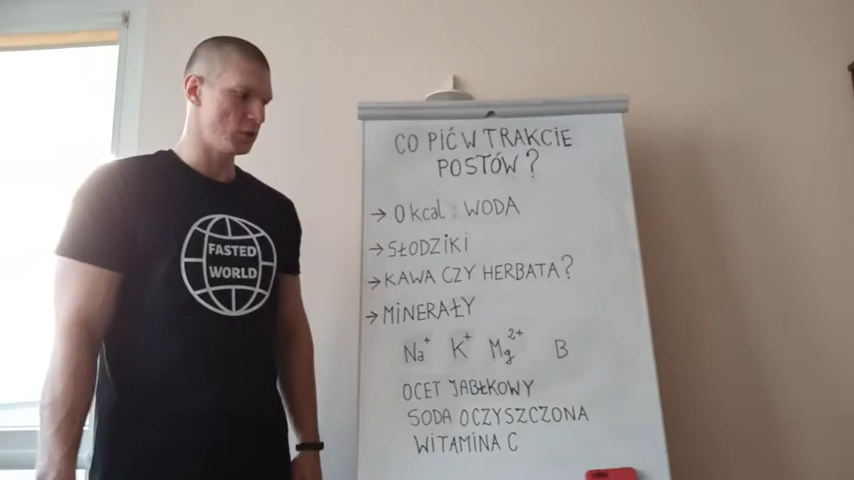 FASTED
WORLD
CO PIĆ W TRAKCIE
POSTÓW?
→ 0 kcal : WODA
→ SŁODZIKI
→ KAWA CZY HERBATA?
→ MINERAŁY
Na⁺ K⁺ Mg²⁺ B
OCET JABŁKOWY
SODA OCZYSZCZONA
WITAMINA C